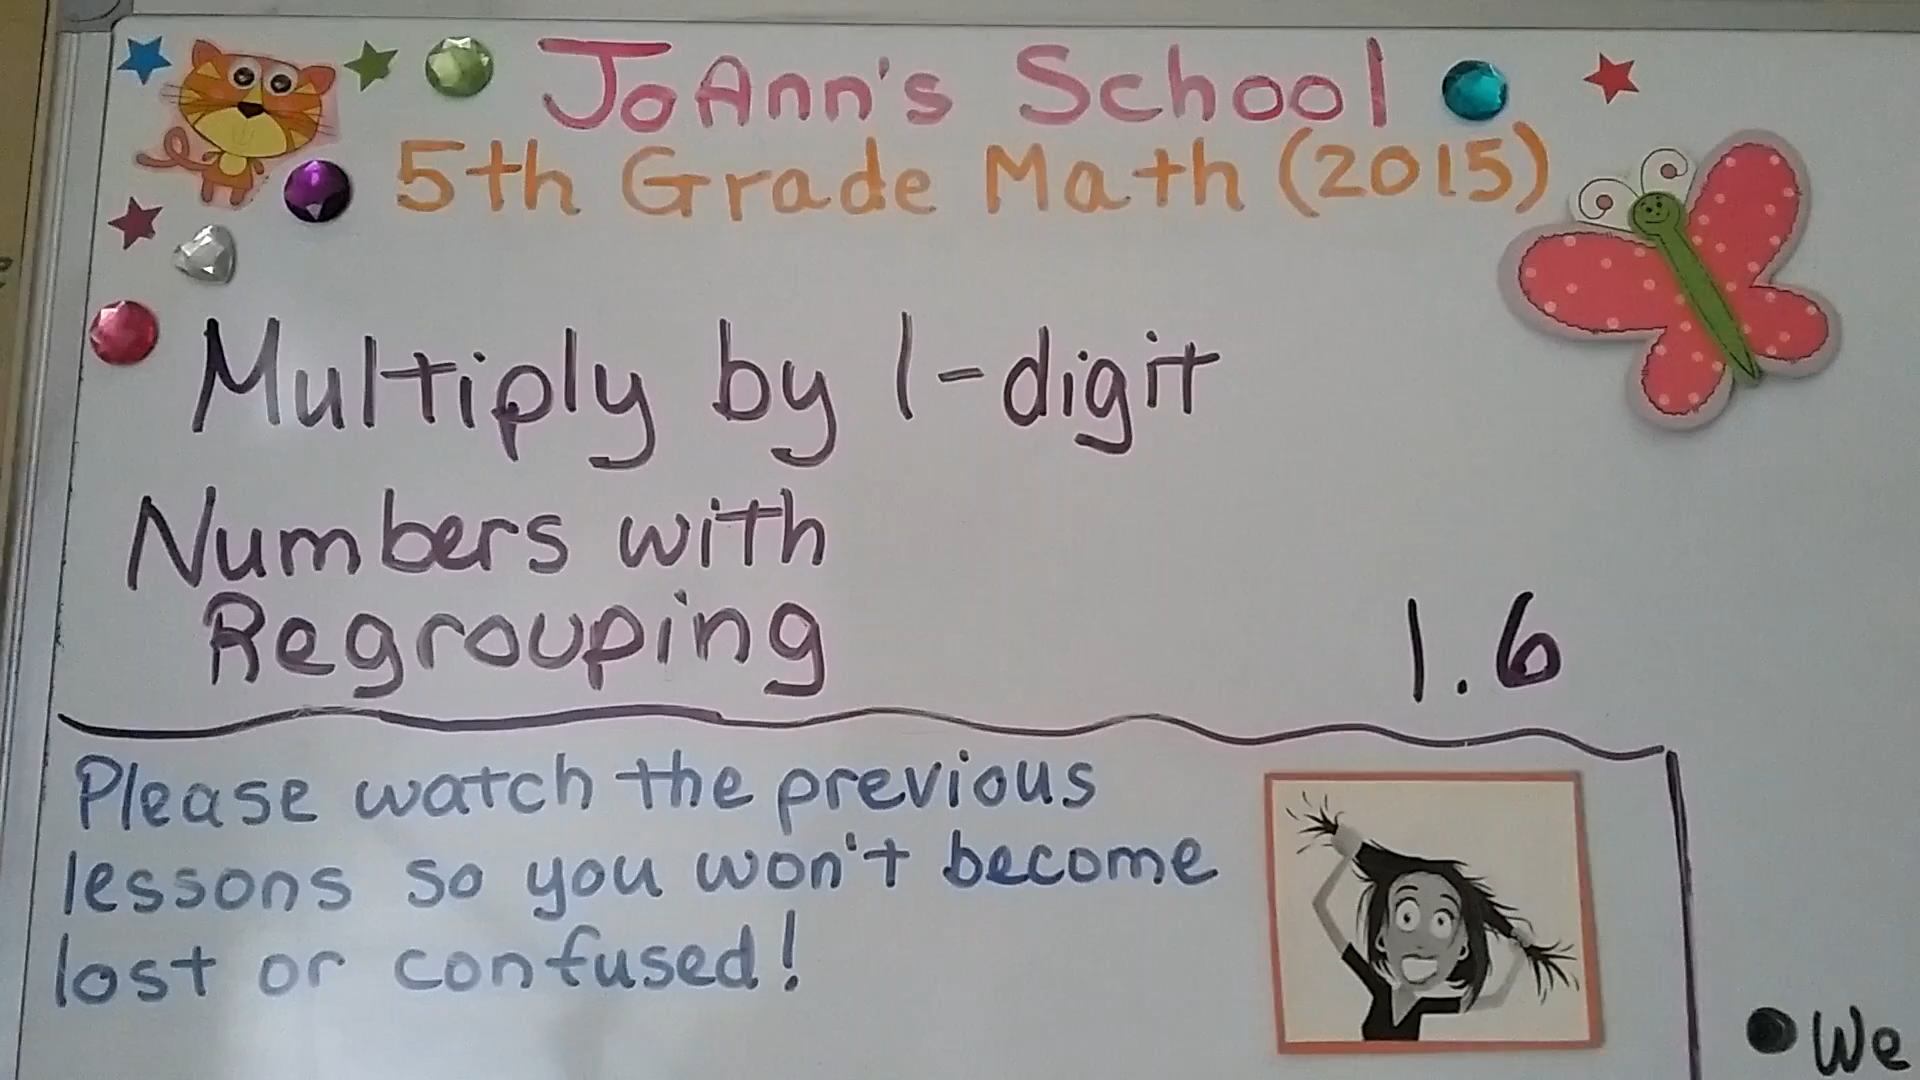 JoAnn's School
5th Grade Math (2015)
Multiply by 1-digit
Numbers with
Regrouping
1.6
Please watch the previous
lessons so you won't become
lost or confused!
We